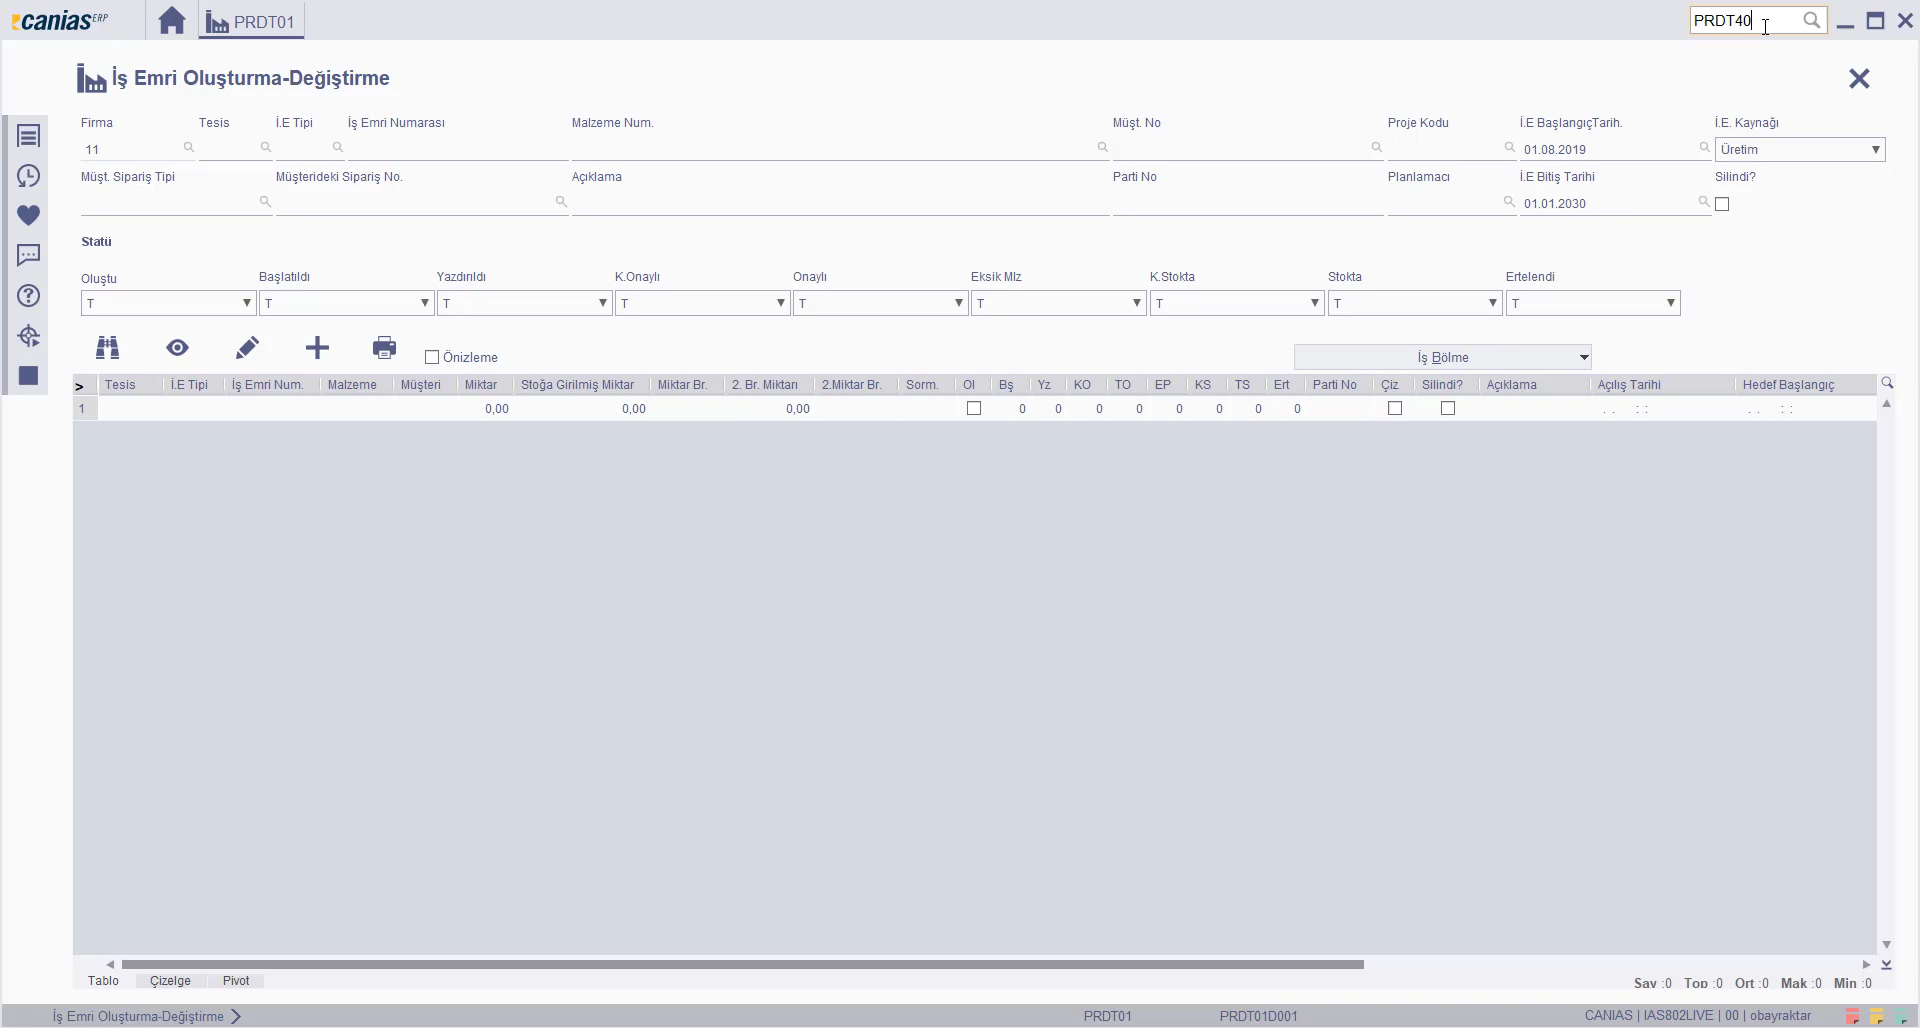 caniasERP PRDT01 PRDT40
İş Emri Oluşturma-Değiştirme
Firma Tesis İ.E Tipi İş Emri Numarası Malzeme Num. Müşt. No Proje Kodu İ.E BaşlangıçTarih. İ.E. Kaynağı
11 01.08.2019 Üretim
Müşt. Sipariş Tipi Müşterideki Sipariş No. Açıklama Parti No Planlamacı İ.E Bitiş Tarihi Silindi?
01.01.2030
Statü
Oluştu Başlatıldı Yazdırıldı K.Onaylı Onaylı Eksik Mlz K.Stokta Stokta Ertelendi
T T T T T T T T T
Önizleme İş Bölme
> Tesis İ.E Tipi İş Emri Num. Malzeme Müşteri Miktar Stoğa Girilmiş Miktar Miktar Br. 2. Br. Miktarı 2.Miktar Br. Sorm. Ol Bş Yz KO TO EP KS TS Ert Parti No Çiz Silindi? Açıklama Açılış Tarihi Hedef Başlangıç
1 0,00 0,00 0,00 0 0 0 0 0 0 0 0 . . : : . . : :
Tablo Çizelge Pivot Say :0 Top :0 Ort :0 Mak :0 Min :0
İş Emri Oluşturma-Değiştirme PRDT01 PRDT01D001 CANIAS | IAS802LIVE | 00 | obayraktar